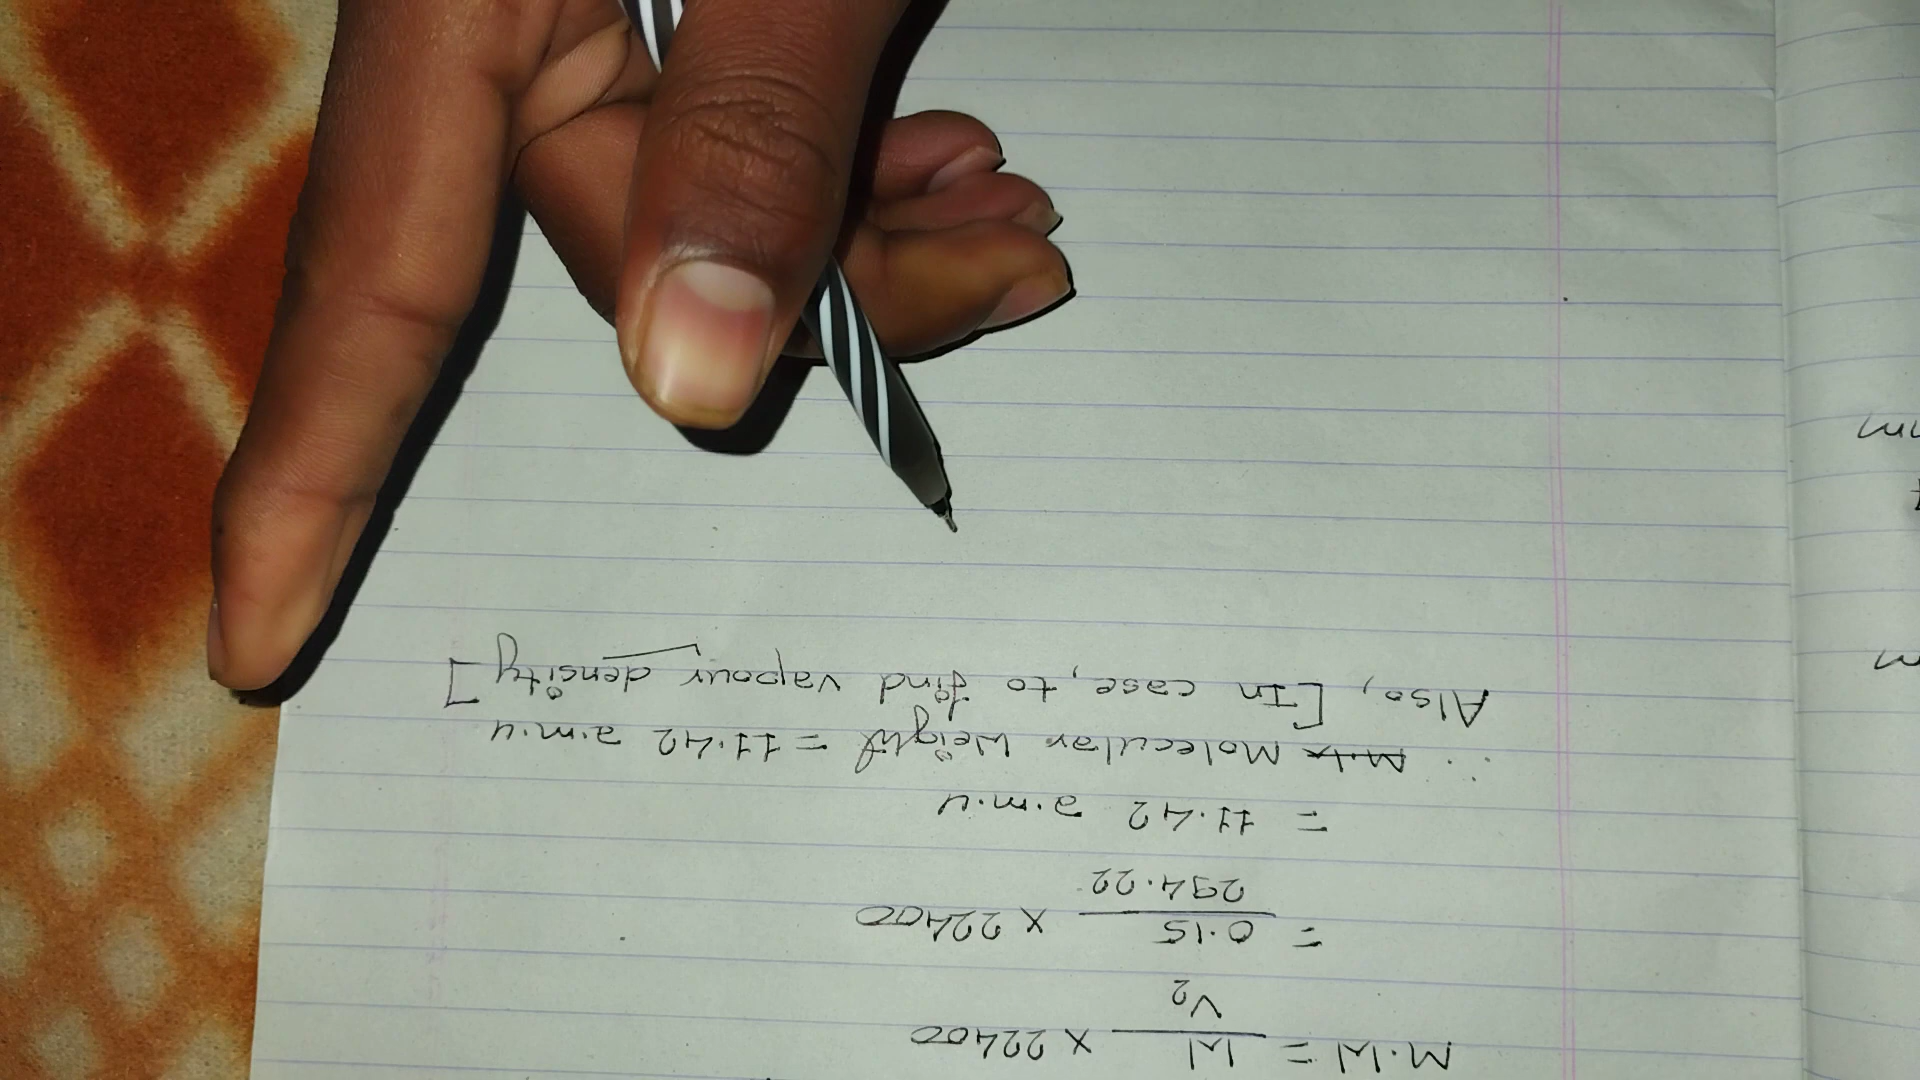 M.W = W/V2 × 22400
= 0.15/294.22 × 22400
= 11.42 a.m.u
∴ Molecular Weight = 11.42 a.m.u
Also, [In case, to find vapour density]